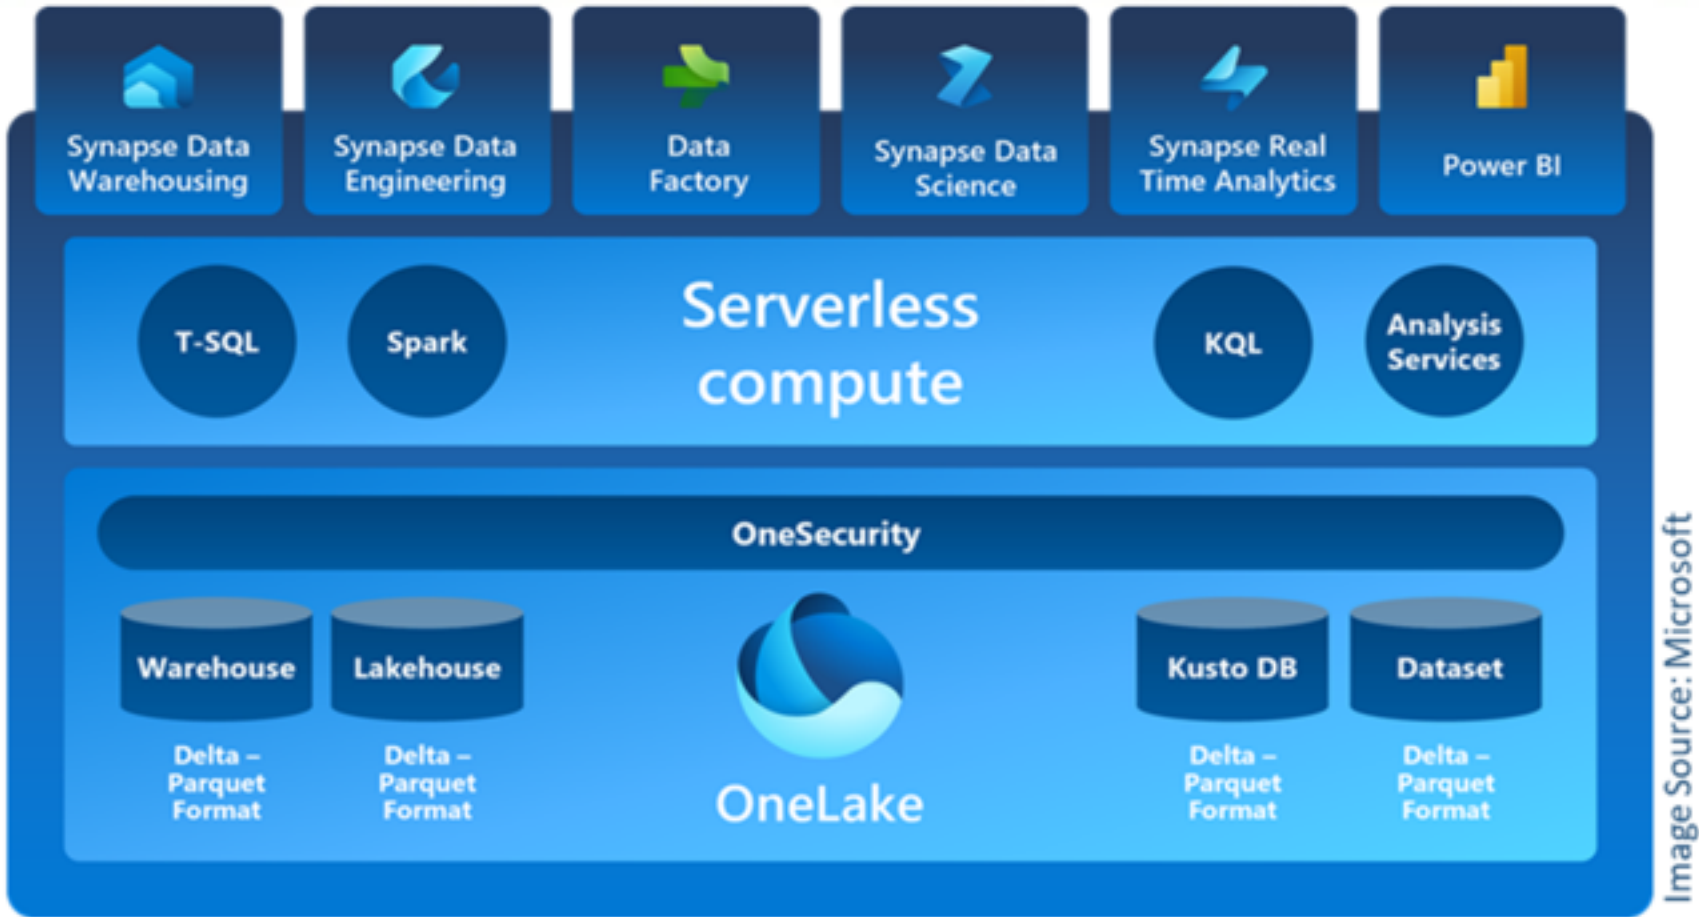 Synapse Data
Warehousing
Synapse Data
Engineering
Data
Factory
Synapse Data
Science
Synapse Real
Time Analytics
Power BI
T-SQL
Spark
Serverless
compute
KQL
Analysis
Services
OneSecurity
Warehouse
Lakehouse
Kusto DB
Dataset
Delta –
Parquet
Format
Delta –
Parquet
Format
OneLake
Delta –
Parquet
Format
Delta –
Parquet
Format
Image Source: Microsoft